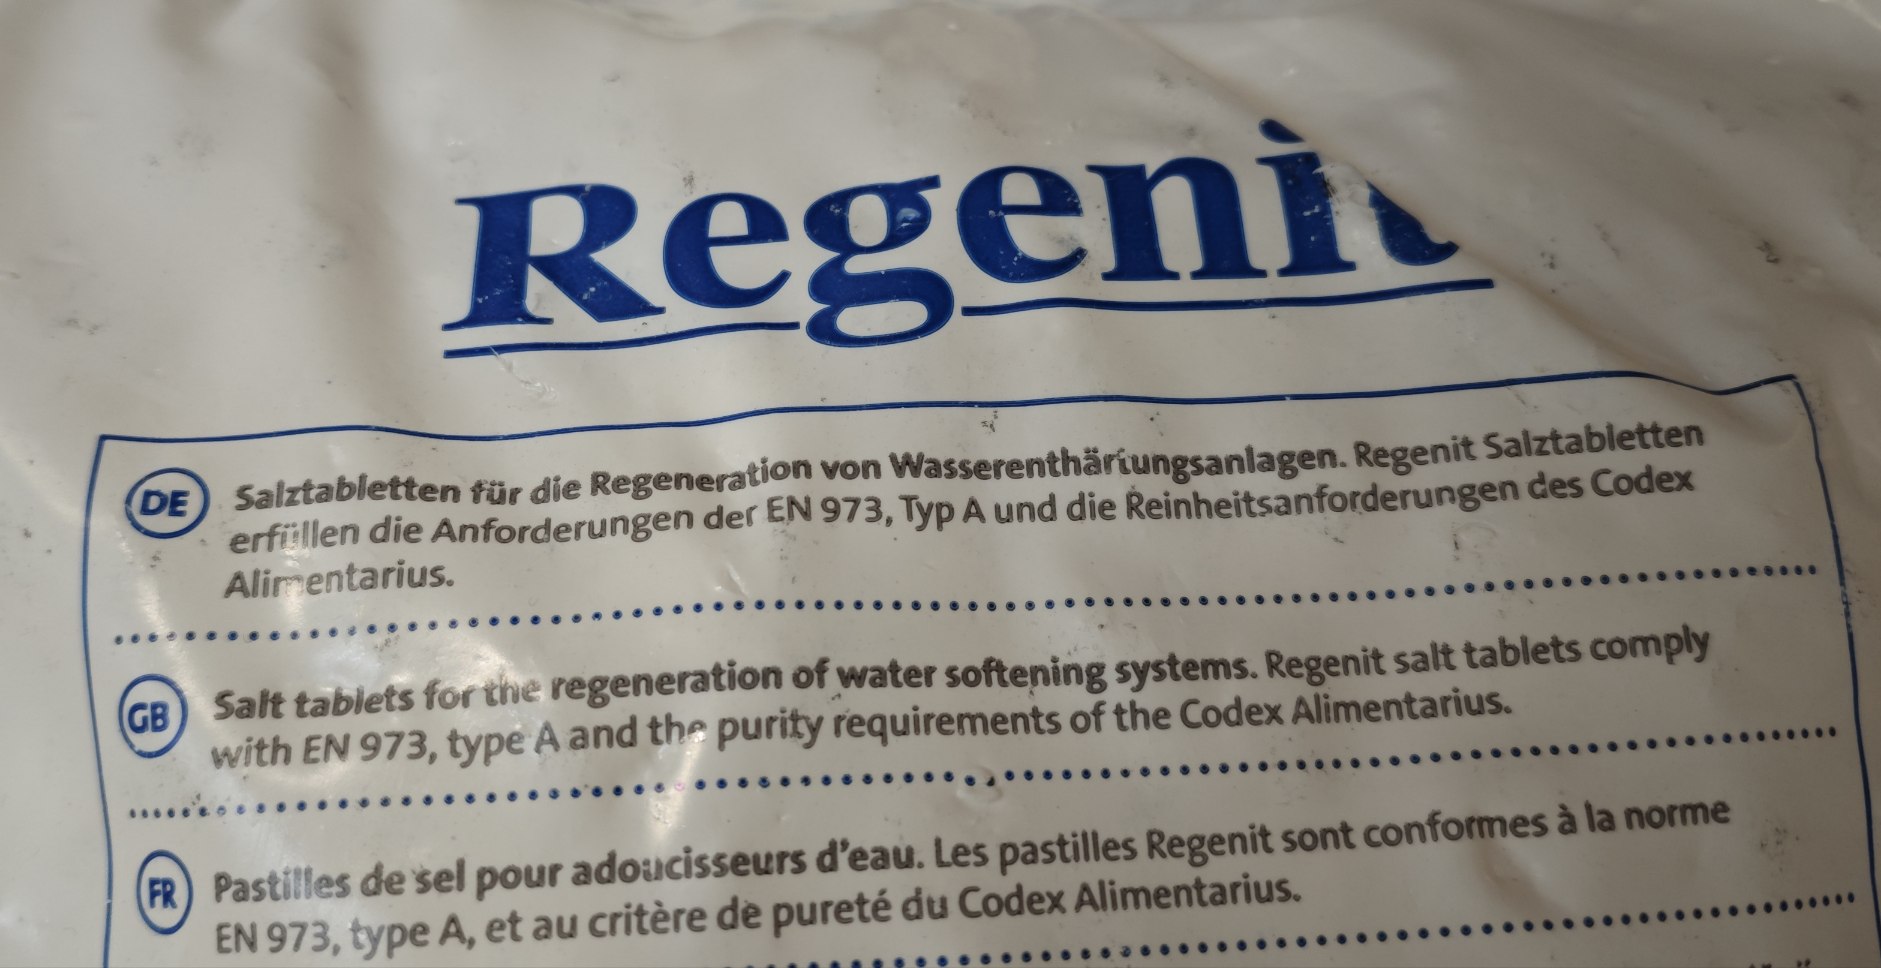 Regenit
DE
Salztabletten für die Regeneration von Wasserenthärtungsanlagen. Regenit Salztabletten
erfüllen die Anforderungen der EN 973, Typ A und die Reinheitsanforderungen des Codex
Alimentarius.
GB
Salt tablets for the regeneration of water softening systems. Regenit salt tablets comply
with EN 973, type A and the purity requirements of the Codex Alimentarius.
FR
Pastilles de sel pour adoucisseurs d'eau. Les pastilles Regenit sont conformes à la norme
EN 973, type A, et au critère de pureté du Codex Alimentarius.